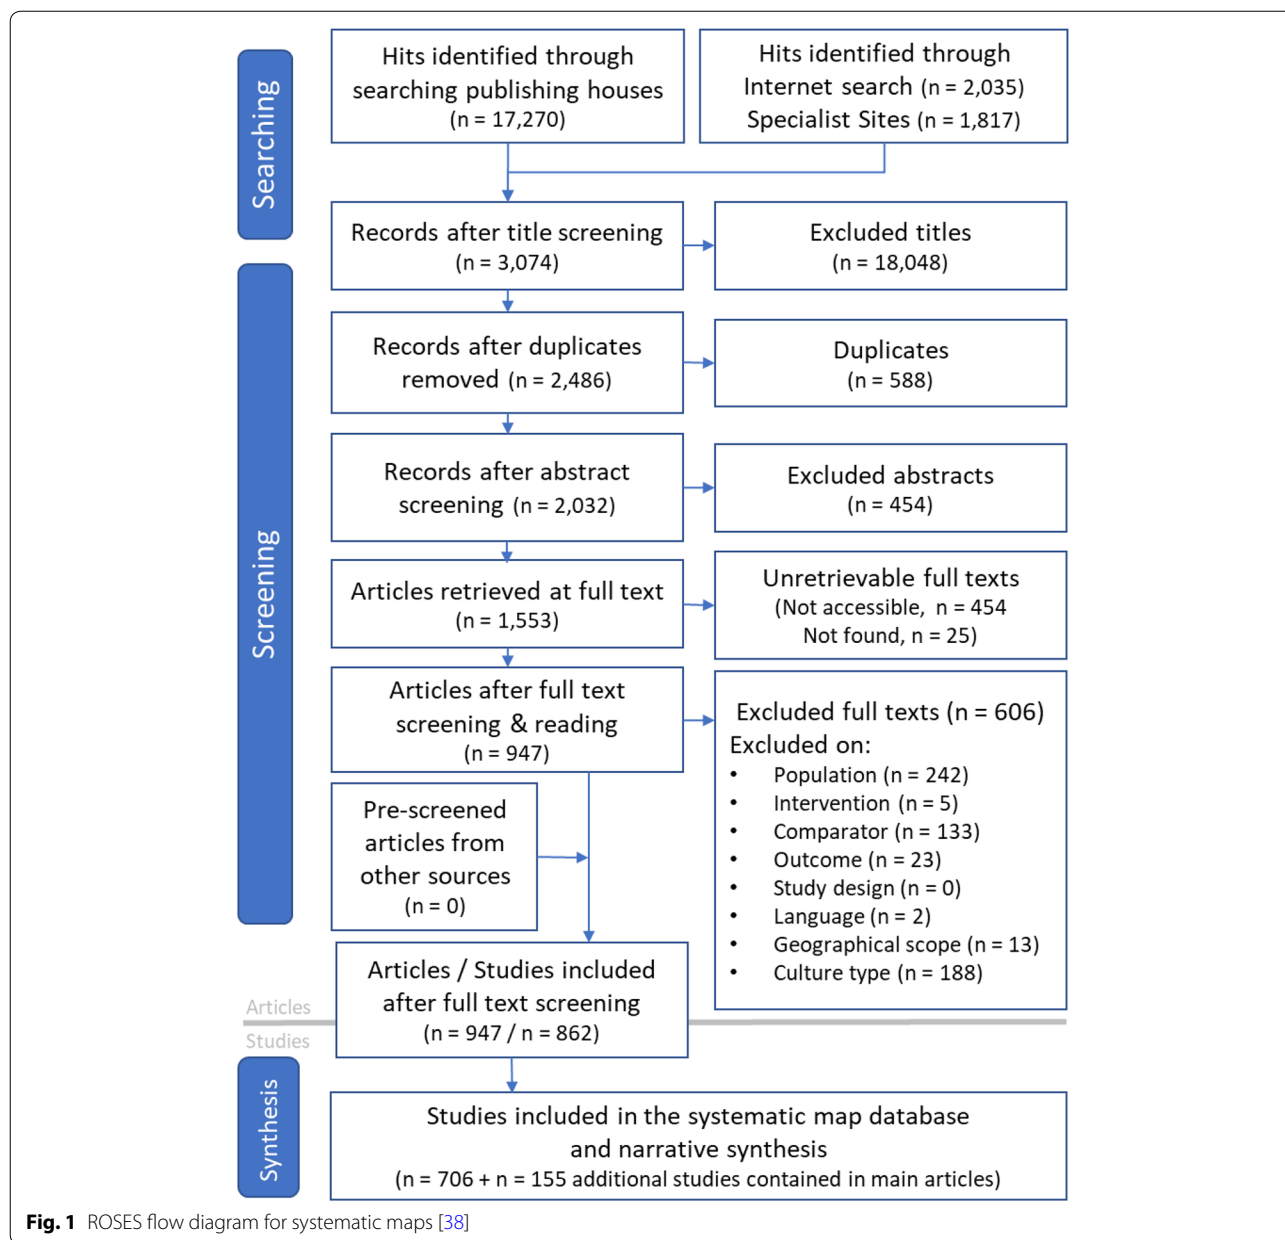 Searching
Hits identified through
searching publishing houses
(n = 17,270)
Hits identified through
Internet search (n = 2,035)
Specialist Sites (n = 1,817)
Records after title screening
(n = 3,074)
Excluded titles
(n = 18,048)
Screening
Records after duplicates
removed (n = 2,486)
Duplicates
(n = 588)
Records after abstract
screening (n = 2,032)
Excluded abstracts
(n = 454)
Articles retrieved at full text
(n = 1,553)
Unretrievable full texts
(Not accessible, n = 454
Not found, n = 25)
Articles after full text
screening & reading
(n = 947)
Excluded full texts (n = 606)
Excluded on:
• Population (n = 242)
• Intervention (n = 5)
• Comparator (n = 133)
• Outcome (n = 23)
• Study design (n = 0)
• Language (n = 2)
• Geographical scope (n = 13)
• Culture type (n = 188)
Pre-screened
articles from
other sources
(n = 0)
Articles / Studies included
after full text screening
(n = 947 / n = 862)
Articles
Studies
Synthesis
Studies included in the systematic map database
and narrative synthesis
(n = 706 + n = 155 additional studies contained in main articles)
Fig. 1 ROSES flow diagram for systematic maps [38]